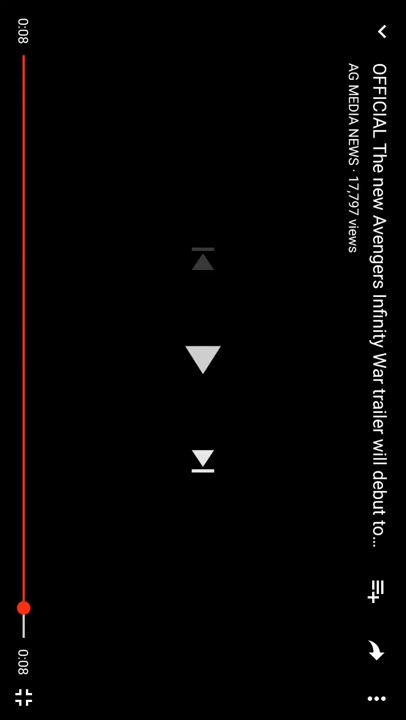 OFFICIAL The new Avengers Infinity War trailer will debut to...
AG MEDIA NEWS · 17,797 views
0:08
0:08